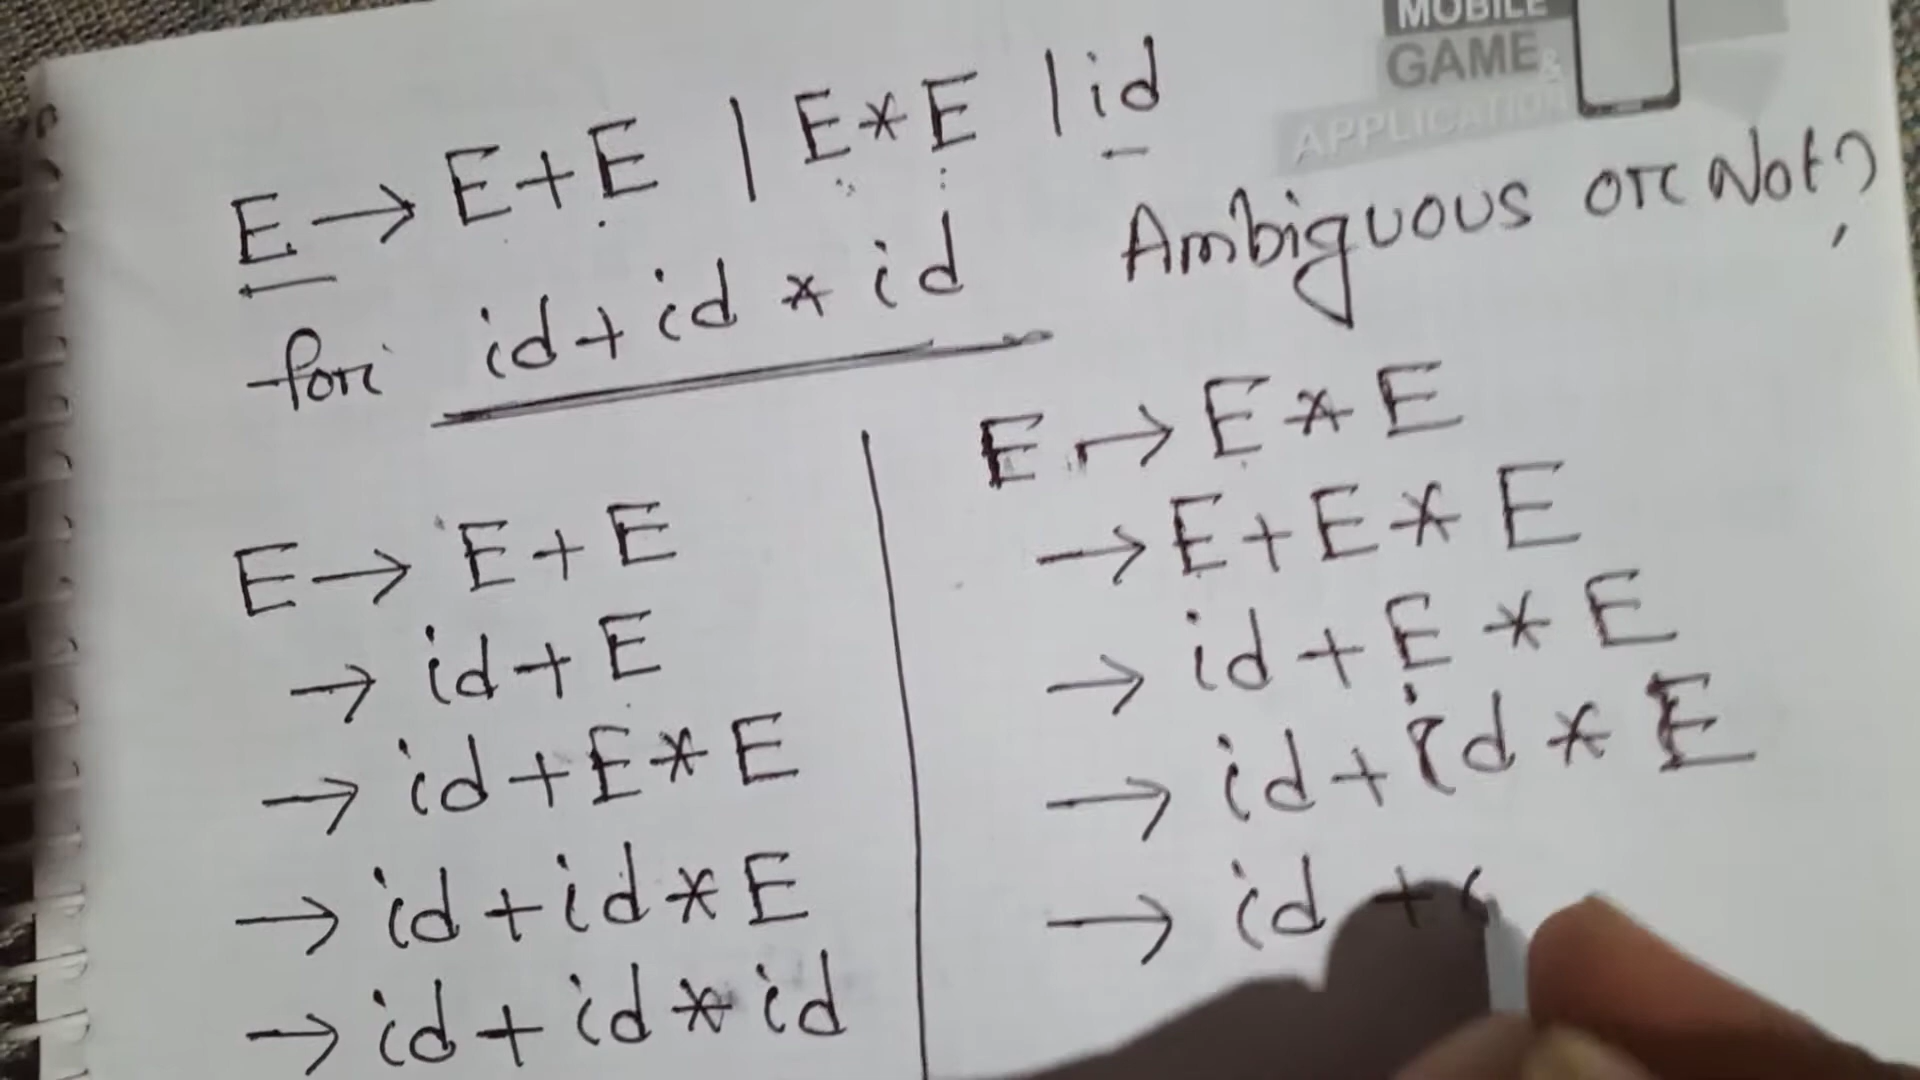 MOBILE
GAME &
APPLICATION
E → E + E | E * E | id
for id + id * id
Ambiguous or Not?
E → E + E
→ id + E
→ id + E * E
→ id + id * E
→ id + id * id
E → E * E
→ E + E * E
→ id + E * E
→ id + id * E
→ id + i